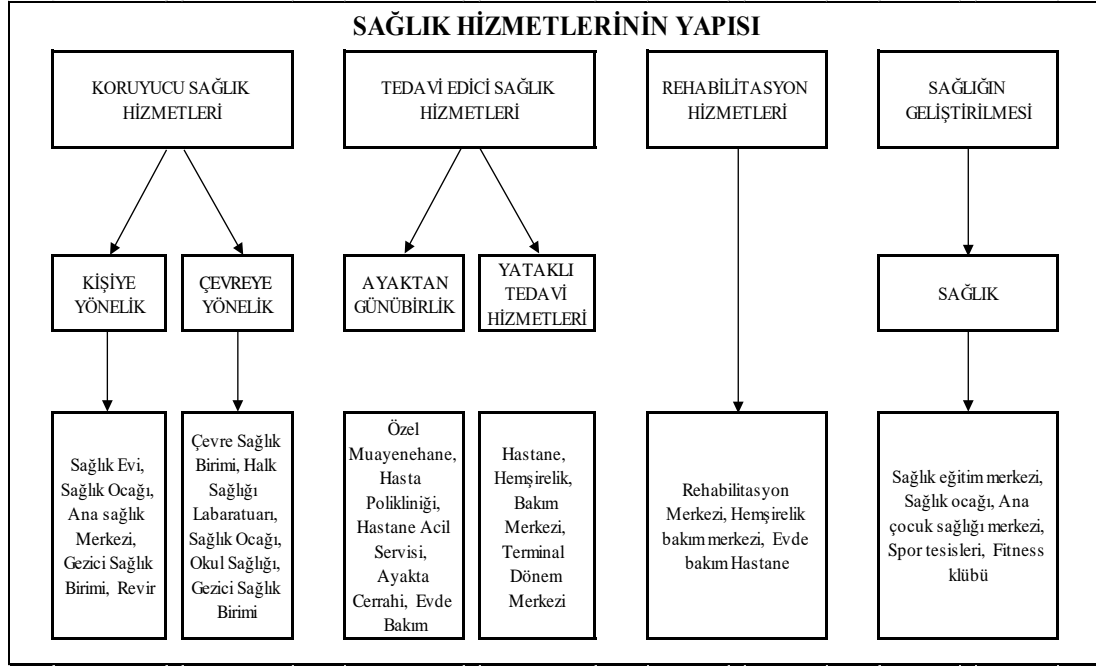 SAĞLIK HİZMETLERİNİN YAPISI
KORUYUCU SAĞLIK
HİZMETLERİ
TEDAVİ EDİCİ SAĞLIK
HİZMETLERİ
REHABİLİTASYON
HİZMETLERİ
SAĞLIĞIN
GELİŞTİRİLMESİ
KİŞİYE
YÖNELİK
ÇEVREYE
YÖNELİK
AYAKTAN
GÜNÜBİRLİK
YATAKLI
TEDAVİ
HİZMETLERİ
SAĞLIK
Sağlık Evi,
Sağlık Ocağı,
Ana sağlık
Merkezi,
Gezici Sağlık
Birimi, Revir
Çevre Sağlık
Birimi, Halk
Sağlığı
Labaratuarı,
Sağlık Ocağı,
Okul Sağlığı,
Gezici Sağlık
Birimi
Özel
Muayenehane,
Hasta
Polikliniği,
Hastane Acil
Servisi,
Ayakta
Cerrahi, Evde
Bakım
Hastane,
Hemşirelik,
Bakım
Merkezi,
Terminal
Dönem
Merkezi
Rehabilitasyon
Merkezi, Hemşirelik
bakım merkezi, Evde
bakım Hastane
Sağlık eğitim merkezi,
Sağlık ocağı, Ana
çocuk sağlığı merkezi,
Spor tesisleri, Fitness
klübü